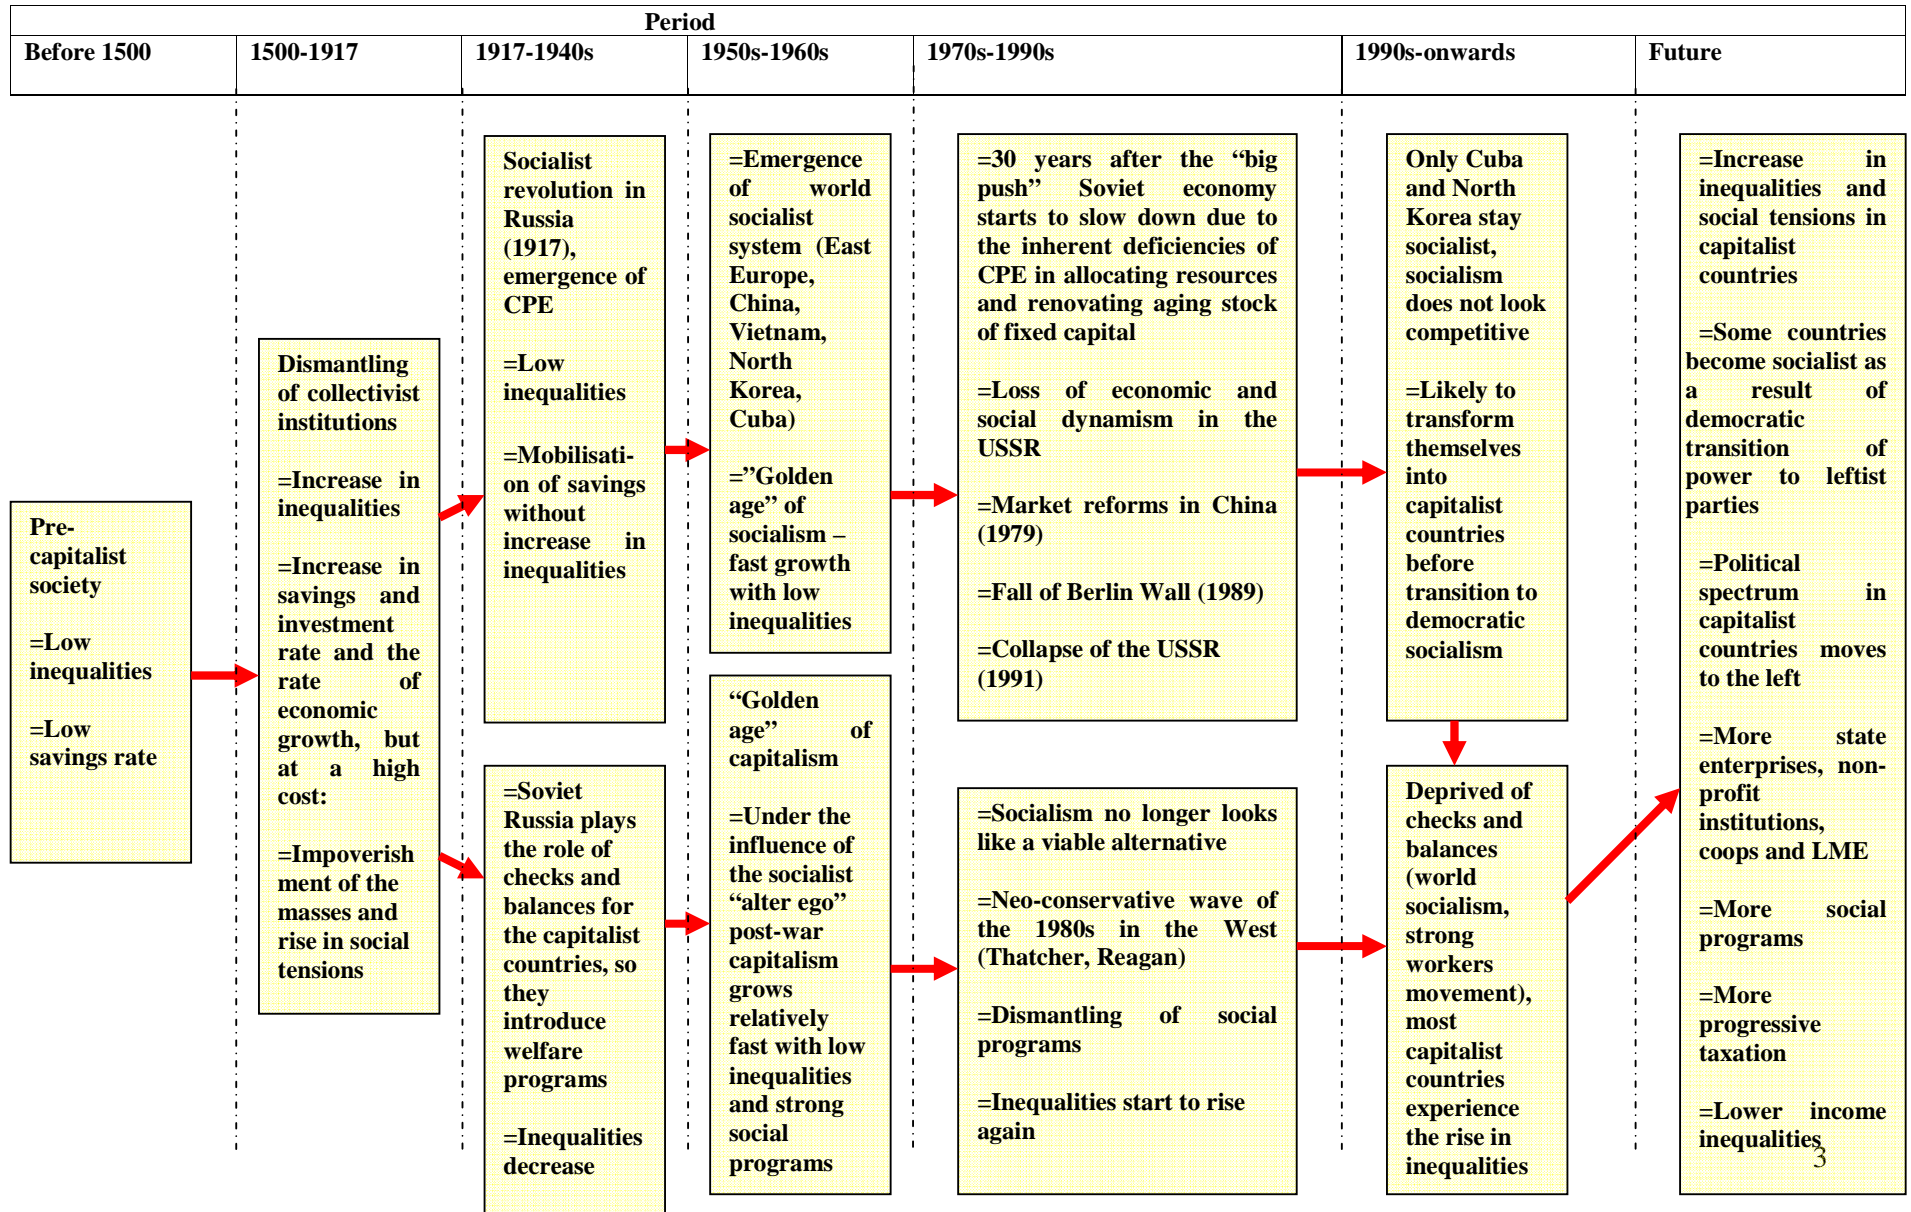 Period
Before 1500
1500-1917
1917-1940s
1950s-1960s
1970s-1990s
1990s-onwards
Future
Pre-
capitalist
society
=Low
inequalities
=Low
savings rate
Dismantling
of collectivist
institutions
=Increase in
inequalities
=Increase in
savings and
investment
rate and the
rate of
economic
growth, but
at a high
cost:
=Impoverish
ment of the
masses and
rise in social
tensions
Socialist
revolution in
Russia
(1917),
emergence of
CPE
=Low
inequalities
=Mobilisati-
on of savings
without
increase in
inequalities
=Soviet
Russia plays
the role of
checks and
balances for
the capitalist
countries, so
they
introduce
welfare
programs
=Inequalities
decrease
=Emergence
of world
socialist
system (East
Europe,
China,
Vietnam,
North
Korea,
Cuba)
=”Golden
age” of
socialism –
fast growth
with low
inequalities
“Golden
age” of
capitalism
=Under the
influence of
the socialist
“alter ego”
post-war
capitalism
grows
relatively
fast with low
inequalities
and strong
social
programs
=30 years after the “big
push” Soviet economy
starts to slow down due to
the inherent deficiencies of
CPE in allocating resources
and renovating aging stock
of fixed capital
=Loss of economic and
social dynamism in the
USSR
=Market reforms in China
(1979)
=Fall of Berlin Wall (1989)
=Collapse of the USSR
(1991)
=Socialism no longer looks
like a viable alternative
=Neo-conservative wave of
the 1980s in the West
(Thatcher, Reagan)
=Dismantling of social
programs
=Inequalities start to rise
again
Only Cuba
and North
Korea stay
socialist,
socialism
does not look
competitive
=Likely to
transform
themselves
into
capitalist
countries
before
transition to
democratic
socialism
Deprived of
checks and
balances
(world
socialism,
strong
workers
movement),
most
capitalist
countries
experience
the rise in
inequalities
=Increase in
inequalities and
social tensions in
capitalist
countries
=Some countries
become socialist as
a result of
democratic
transition of
power to leftist
parties
=Political
spectrum in
capitalist
countries moves
to the left
=More state
enterprises, non-
profit
institutions,
coops and LME
=More social
programs
=More
progressive
taxation
=Lower income
inequalities
3